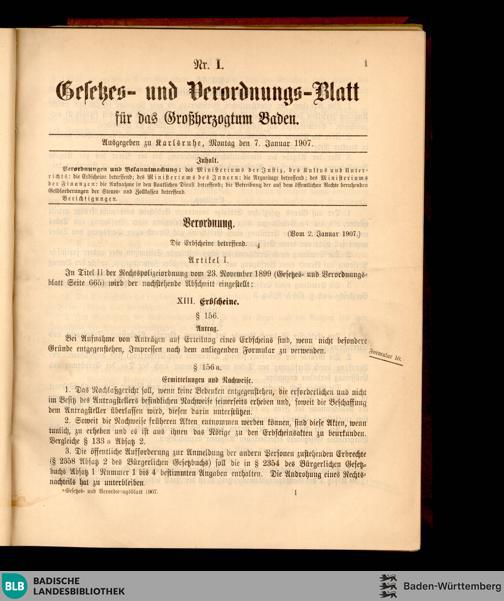 Nr. I.
1
Gesetzes- und Verordnungs-Blatt
für das Großherzogtum Baden.
Ausgegeben zu Karlsruhe, Montag den 7. Januar 1907.
Inhalt.
Verordnungen und Bekanntmachung: des Ministeriums der Justiz, des Kultus und Unter-
richts: die Erbscheine betreffend; des Ministeriums des Innern: die Arzneitaxe betreffend; des Ministeriums
der Finanzen: die Aufnahme in den staatlichen Dienst betreffend; die Betreibung der auf dem öffentlichen Rechte beruhenden
Geldforderungen der Steuer- und Zollkassen betreffend.
Berichtigungen.
Verordnung.
(Vom 2. Januar 1907.)
Die Erbscheine betreffend.
Artikel I.
In Titel II der Rechtspolizeiordnung vom 23. November 1899 (Gesetzes- und Verordnungs-
blatt Seite 665) wird der nachstehende Abschnitt eingestellt:
XIII. Erbscheine.
§ 156.
Antrag.
Bei Aufnahme von Anträgen auf Erteilung eines Erbscheins sind, wenn nicht besondere
Gründe entgegenstehen, Impressen nach dem anliegenden Formular zu verwenden.
Formular 16.
§ 156a.
Ermittelungen und Nachweise.
1. Das Nachlaßgericht soll, wenn keine Bedenken entgegenstehen, die erforderlichen und nicht
im Besitz des Antragstellers befindlichen Nachweise seinerseits erheben und, soweit die Beschaffung
dem Antragsteller überlassen wird, diesen darin unterstützen.
2. Soweit die Nachweise früheren Akten entnommen werden können, sind diese Akten, wenn
tunlich, zu erheben und es ist aus ihnen das Nötige zu den Erbscheinsakten zu beurkunden.
Vergleiche § 133a Absatz 2.
3. Die öffentliche Aufforderung zur Anmeldung der andern Personen zustehenden Erbrechte
(§ 2358 Absatz 2 des Bürgerlichen Gesetzbuchs) soll die in § 2354 des Bürgerlichen Gesetz-
buchs Absatz 1 Nummer 1 bis 4 bestimmten Angaben enthalten. Die Androhung eines Rechts-
nachteils hat zu unterbleiben.
Gesetzes- und Verordnungsblatt 1907.
1
BLB BADISCHE
LANDESBIBLIOTHEK
Baden-Württemberg